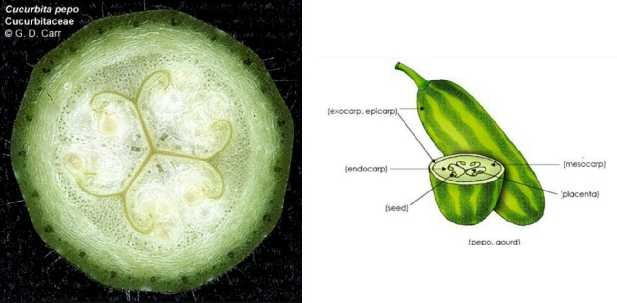 Cucurbita pepo
Cucurbitaceae
© G. D. Carr
(exocarp, epicarp)
(endocarp)
(mesocarp)
(placenta)
(seed)
(pepo, gourd)